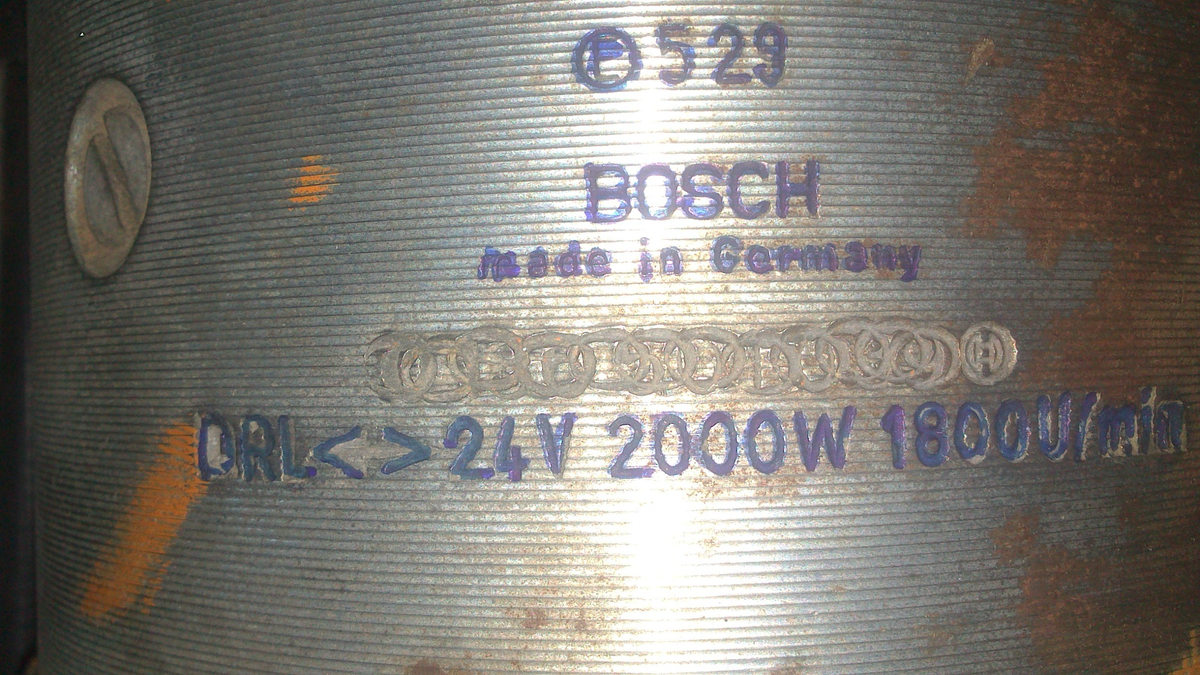 Ⓕ 529
BOSCH
made in Germany
DRL<> 24V 2000W 1800U/min